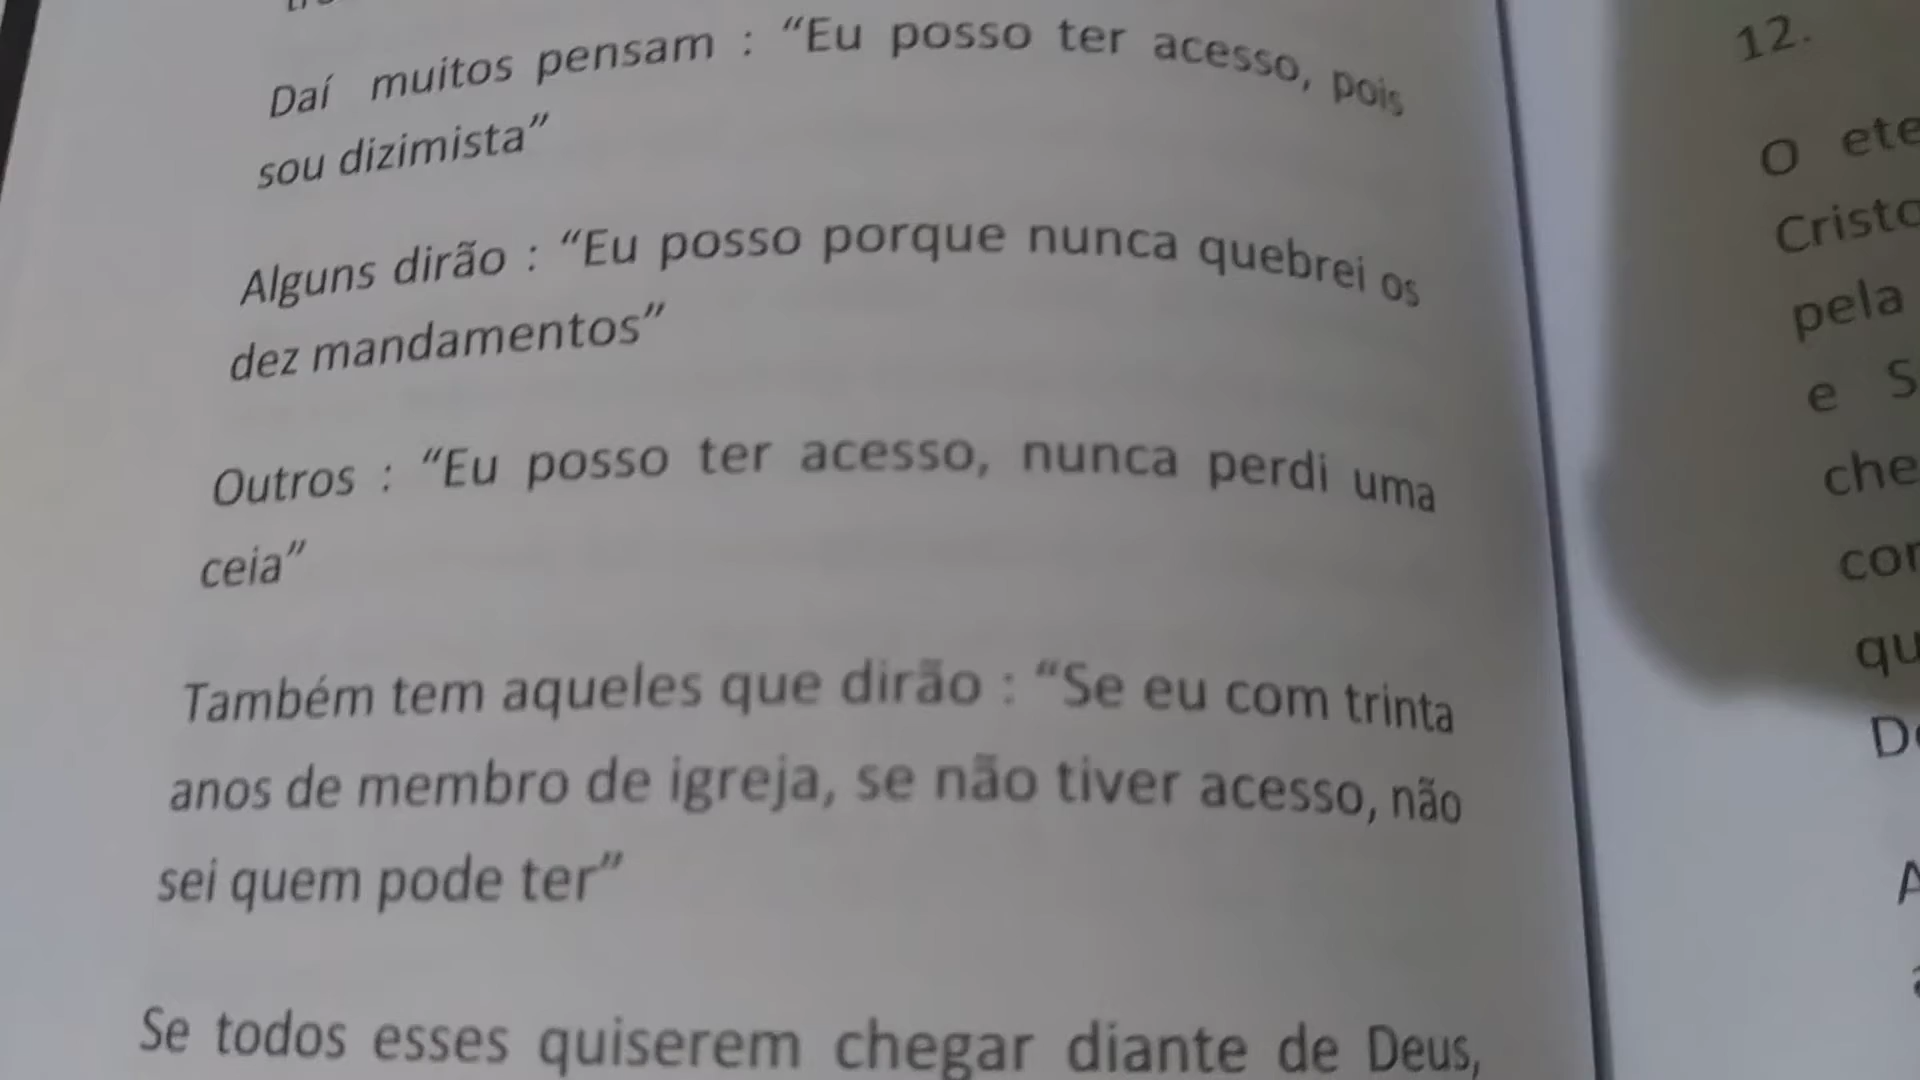 Daí muitos pensam : “Eu posso ter acesso, pois
sou dizimista”
Alguns dirão : “Eu posso porque nunca quebrei os
dez mandamentos”
Outros : “Eu posso ter acesso, nunca perdi uma
ceia”
Também tem aqueles que dirão : “Se eu com trinta
anos de membro de igreja, se não tiver acesso, não
sei quem pode ter”
Se todos esses quiserem chegar diante de Deus,
12.
O
pela
e